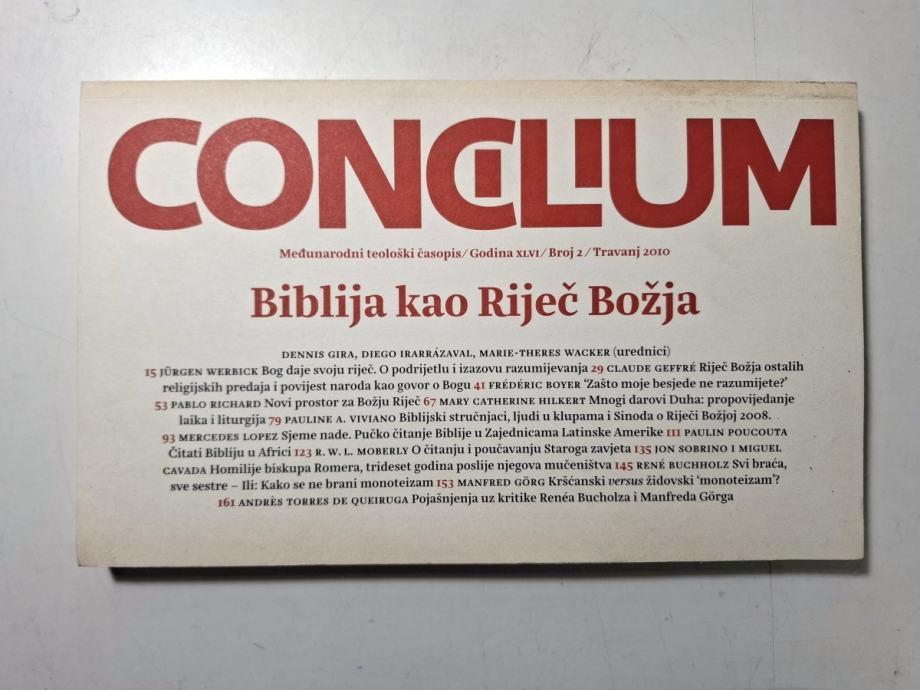 CONCILIUM
Međunarodni teološki časopis/Godina XLVI/Broj 2/Travanj 2010
Biblija kao Riječ Božja
DENNIS GIRA, DIEGO IRARRÁZAVAL, MARIE-THERES WACKER (urednici)
15 JÜRGEN WERBICK Bog daje svoju riječ. O podrijetlu i izazovu razumijevanja 29 CLAUDE GEFFRÉ Riječ Božja ostalih
religijskih predaja i povijest naroda kao govor o Bogu 41 FRÉDÉRIC BOYER ‘Zašto moje besjede ne razumijete?’
53 PABLO RICHARD Novi prostor za Božju Riječ 67 MARY CATHERINE HILKERT Mnogi darovi Duha: propovijedanje
laika i liturgija 79 PAULINE A. VIVIANO Biblijski stručnjaci, ljudi u klupama i Sinoda o Riječi Božjoj 2008.
93 MERCEDES LOPEZ Sjeme nade. Pučko čitanje Biblije u Zajednicama Latinske Amerike 111 PAULIN POUCOUTA
Čitati Bibliju u Africi 123 R. W. L. MOBERLY O čitanju i poučavanju Staroga zavjeta 135 JON SOBRINO I MIGUEL
CAVADA Homilije biskupa Romera, trideset godina poslije njegova mučeništva 145 RENÉ BUCHHOLZ Svi braća,
sve sestre – Ili: Kako se ne brani monoteizam 153 MANFRED GÖRG Kršćanski versus židovski ‘monoteizam’?
161 ANDRÈS TORRES DE QUEIRUGA Pojašnjenja uz kritike Renéa Bucholza i Manfreda Görga